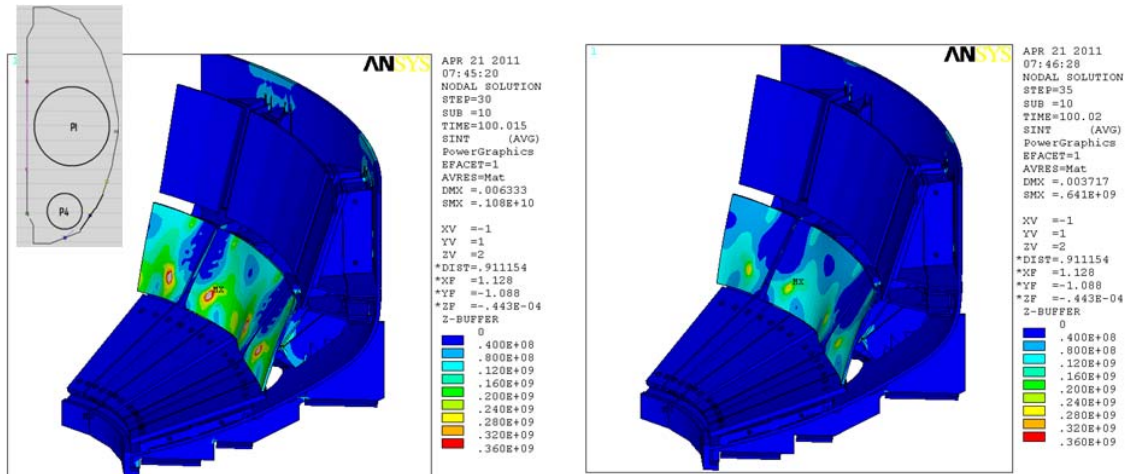 P1
P4
1
ANSYS
APR 21 2011
07:45:20
NODAL SOLUTION
STEP=30
SUB =10
TIME=100.015
SINT (AVG)
PowerGraphics
EFACET=1
AVRES=Mat
DMX =.006333
SMX =.108E+10
XV =-1
YV =1
ZV =2
*DIST=.911154
*XF =1.128
*YF =-1.088
*ZF =-.443E-04
Z-BUFFER
0
.400E+08
.800E+08
.120E+09
.160E+09
.200E+09
.240E+09
.280E+09
.320E+09
.360E+09
MX
1
ANSYS
APR 21 2011
07:46:28
NODAL SOLUTION
STEP=35
SUB =10
TIME=100.02
SINT (AVG)
PowerGraphics
EFACET=1
AVRES=Mat
DMX =.003717
SMX =.641E+09
XV =-1
YV =1
ZV =2
*DIST=.911154
*XF =1.128
*YF =-1.088
*ZF =-.443E-04
Z-BUFFER
0
.400E+08
.800E+08
.120E+09
.160E+09
.200E+09
.240E+09
.280E+09
.320E+09
.360E+09
MX